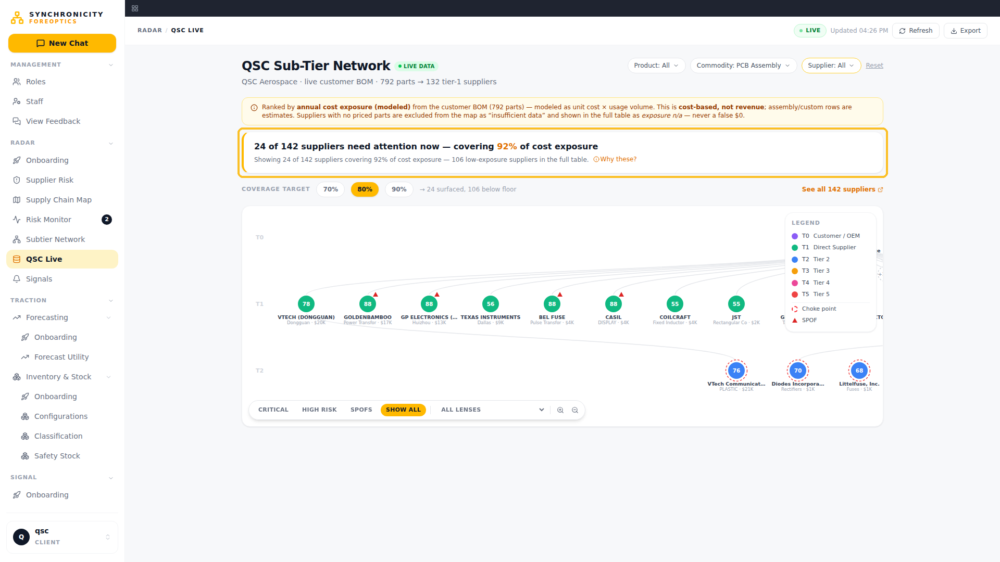 SYNCHRONICITY
FOREOPTICS
New Chat
MANAGEMENT
Roles
Staff
View Feedback
RADAR
Onboarding
Supplier Risk
Supply Chain Map
Risk Monitor 2
Subtier Network
QSC Live
Signals
TRACTION
Forecasting
Onboarding
Forecast Utility
Inventory & Stock
Onboarding
Configurations
Classification
Safety Stock
SIGNAL
Onboarding
Q
qsc
CLIENT
RADAR / QSC LIVE
LIVE Updated 04:26 PM Refresh Export
QSC Sub-Tier Network LIVE DATA
QSC Aerospace · live customer BOM · 792 parts → 132 tier-1 suppliers
Product: All Commodity: PCB Assembly Supplier: All Reset
Ranked by annual cost exposure (modeled) from the customer BOM (792 parts) — modeled as unit cost × usage volume. This is cost-based, not revenue; assembly/custom rows are
estimates. Suppliers with no priced parts are excluded from the map as “insufficient data” and shown in the full table as exposure n/a — never a false $0.
24 of 142 suppliers need attention now — covering 92% of cost exposure
Showing 24 of 142 suppliers covering 92% of cost exposure — 106 low-exposure suppliers in the full table. Why these?
COVERAGE TARGET 70% 80% 90% → 24 surfaced, 106 below floor See all 142 suppliers
T0
LEGEND
T0 Customer / OEM
T1 Direct Supplier
T2 Tier 2
T3 Tier 3
T4 Tier 4
T5 Tier 5
Choke point
SPOF
T1
78 88 88 56 88 88 55 55
VTECH (DONGGUAN) GOLDENBAMBOO GP ELECTRONICS (... TEXAS INSTRUMENTS BEL FUSE CASIL COILCRAFT JST
Dongguan · $20K Power Transfor · $17K Huizhou · $13K Dallas · $9K Pulse Transfor · $4K DISPLAY · $4K Fixed Inductor · $4K Rectangular Co · $2K
T2
76 70 68
VTech Communicat... Diodes Incorpora... Littelfuse, Inc.
PLASTIC · $21K Rectifiers · $1K Fuses · $1K
CRITICAL HIGH RISK SPOFS SHOW ALL ALL LENSES